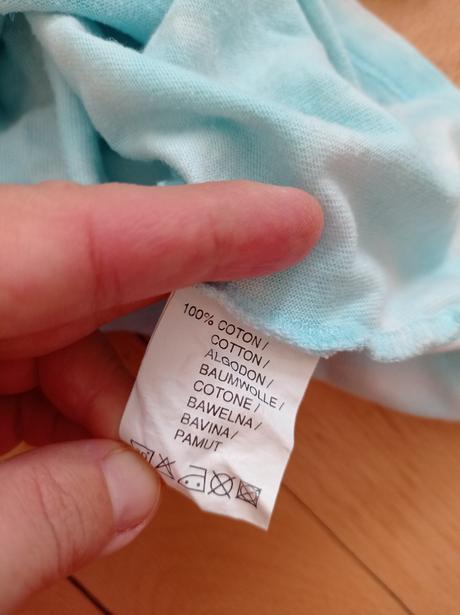 100% COTON/
COTTON/
ALGODON/
BAUMWOLLE/
COTONE/
BAWELNA/
BAVINA/
PAMUT